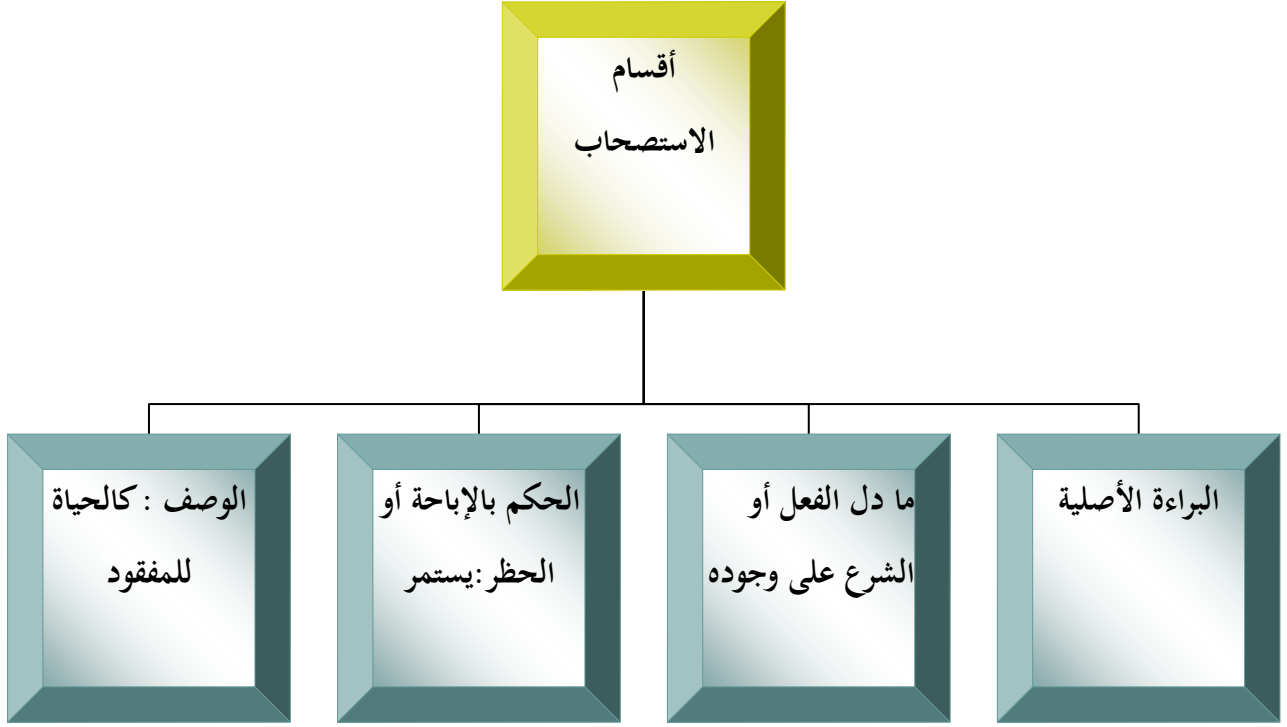 أقسام
الاستصحاب
البراءة الأصلية
ما دل الفعل أو
الشرع على وجوده
الحكم بالإباحة أو
الحظر :يستمر
الوصف : كالحياة
للمفقود